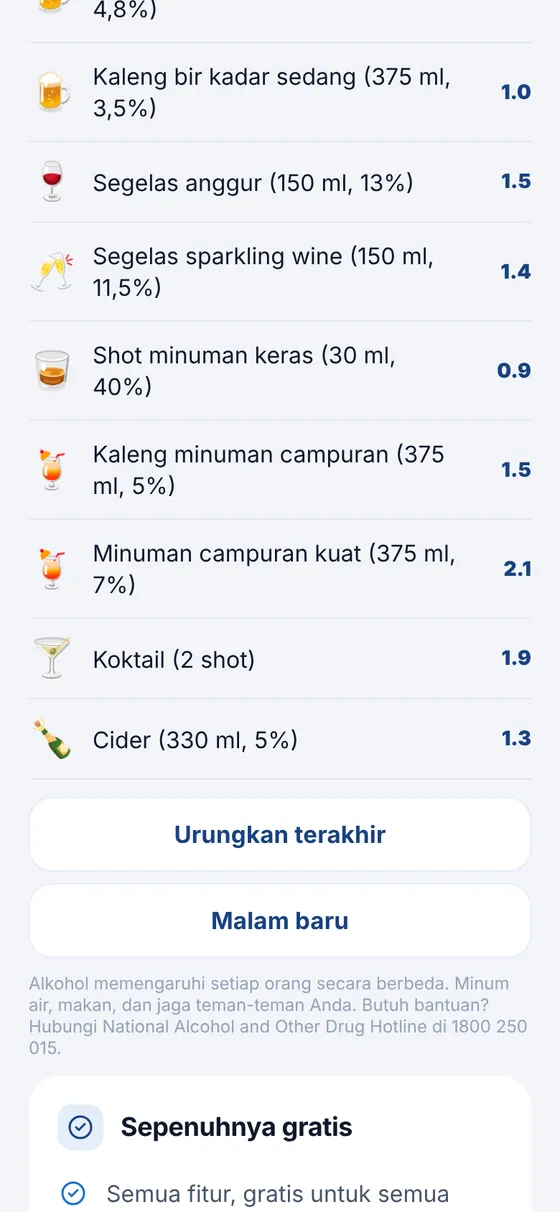 4,8%)
Kaleng bir kadar sedang (375 ml,
3,5%)
1.0
Segelas anggur (150 ml, 13%)
1.5
Segelas sparkling wine (150 ml,
11,5%)
1.4
Shot minuman keras (30 ml,
40%)
0.9
Kaleng minuman campuran (375
ml, 5%)
1.5
Minuman campuran kuat (375 ml,
7%)
2.1
Koktail (2 shot)
1.9
Cider (330 ml, 5%)
1.3
Urungkan terakhir
Malam baru
Alkohol memengaruhi setiap orang secara berbeda. Minum
air, makan, dan jaga teman-teman Anda. Butuh bantuan?
Hubungi National Alcohol and Other Drug Hotline di 1800 250
015.
Sepenuhnya gratis
Semua fitur, gratis untuk semua